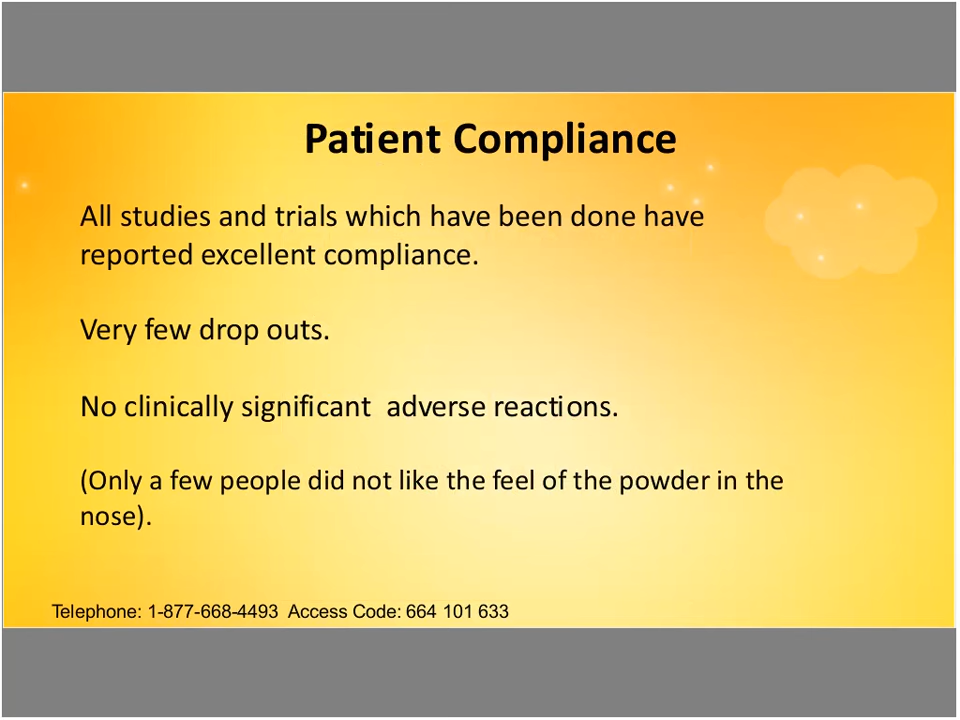 Patient Compliance
All studies and trials which have been done have
reported excellent compliance.
Very few drop outs.
No clinically significant  adverse reactions.
(Only a few people did not like the feel of the powder in the
nose).
Telephone: 1-877-668-4493  Access Code: 664 101 633